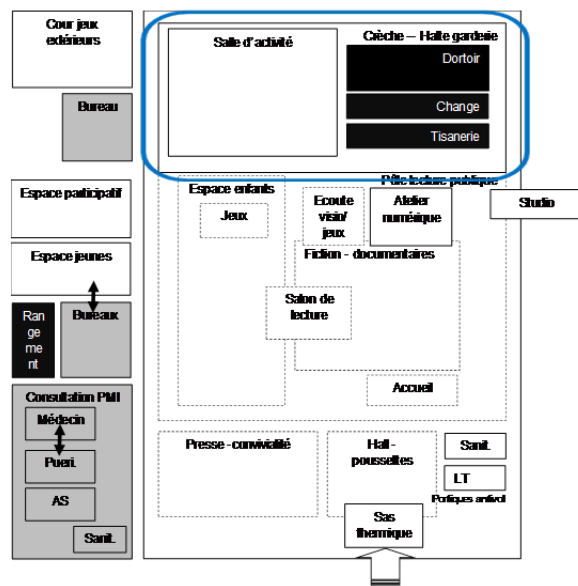 Cour jeux
extérieurs
Bureau
Salle d'activité
Crèche – Halte garderie
Dortoir
Change
Tisanerie
Espace participatif
Espace jeunes
Ran
ge
me
nt
Bureaux
Consultation PMI
Médecin
Pueri.
AS
Sanit.
Pôle lecture publique
Espace enfants
Jeux
Ecoute
visio/
jeux
Atelier
numérique
Studio
Fiction - documentaires
Salon de
lecture
Accueil
Presse - convivialité
Hall -
poussettes
Sanit.
LT
Portiques antivol
Sas
thermique